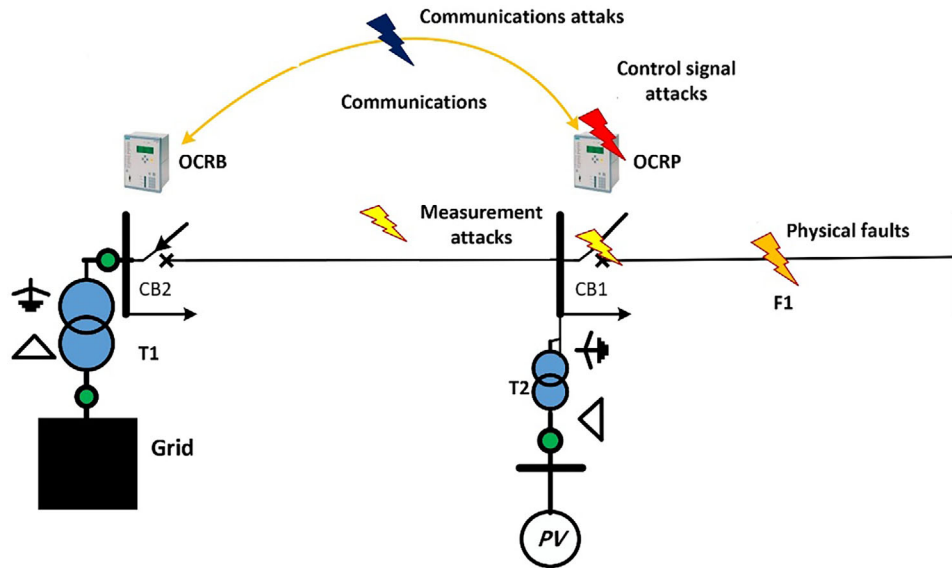 Communications attaks
Control signal
attacks
Communications
OCRB
OCRP
Measurement
attacks
Physical faults
CB2
CB1
F1
T1
T2
Grid
PV